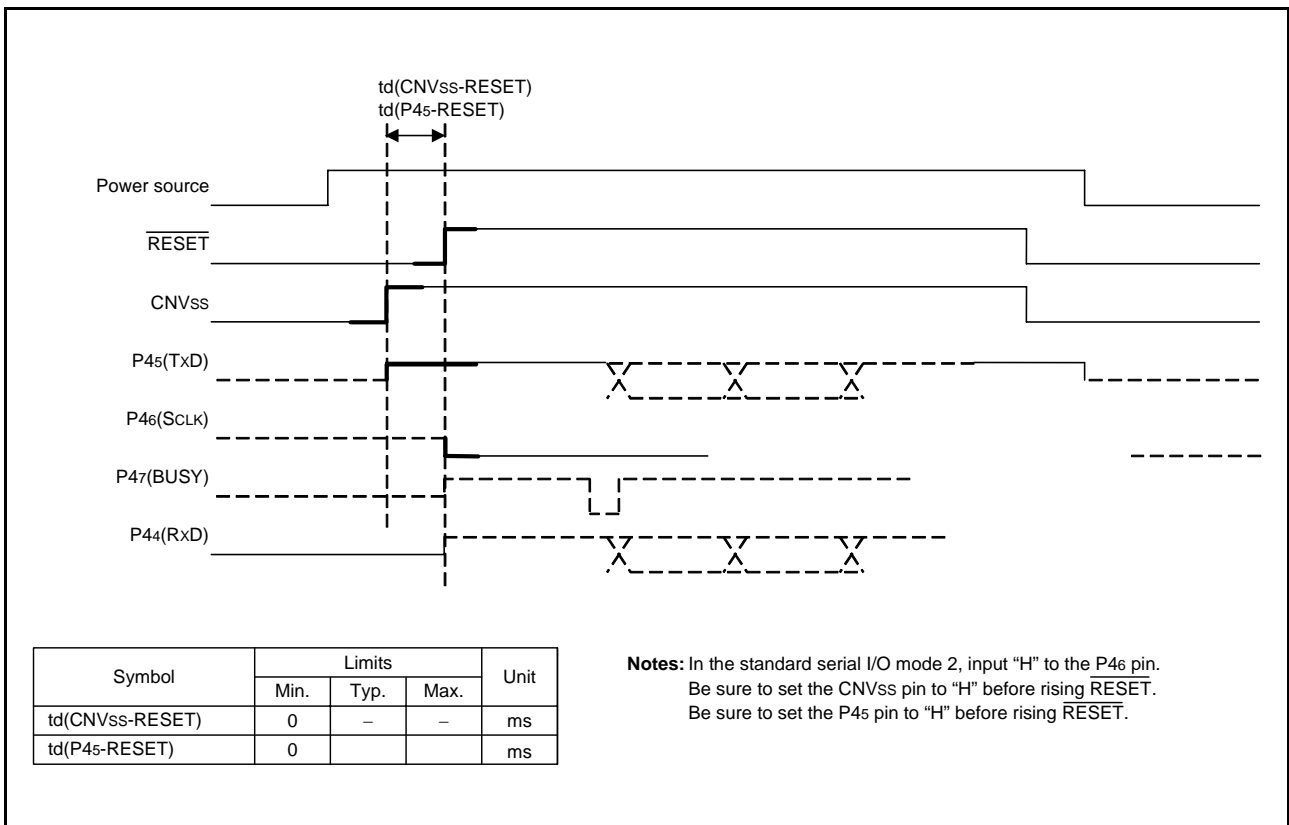 td(CNVss-RESET)
td(P45-RESET)
Power source
RESET
CNVss
P45(TxD)
P46(SCLK)
P47(BUSY)
P44(RxD)
Symbol Limits Unit
Min. Typ. Max.
td(CNVss-RESET) 0 – – ms
td(P45-RESET) 0 ms
Notes: In the standard serial I/O mode 2, input “H” to the P46 pin.
Be sure to set the CNVss pin to “H” before rising RESET.
Be sure to set the P45 pin to “H” before rising RESET.